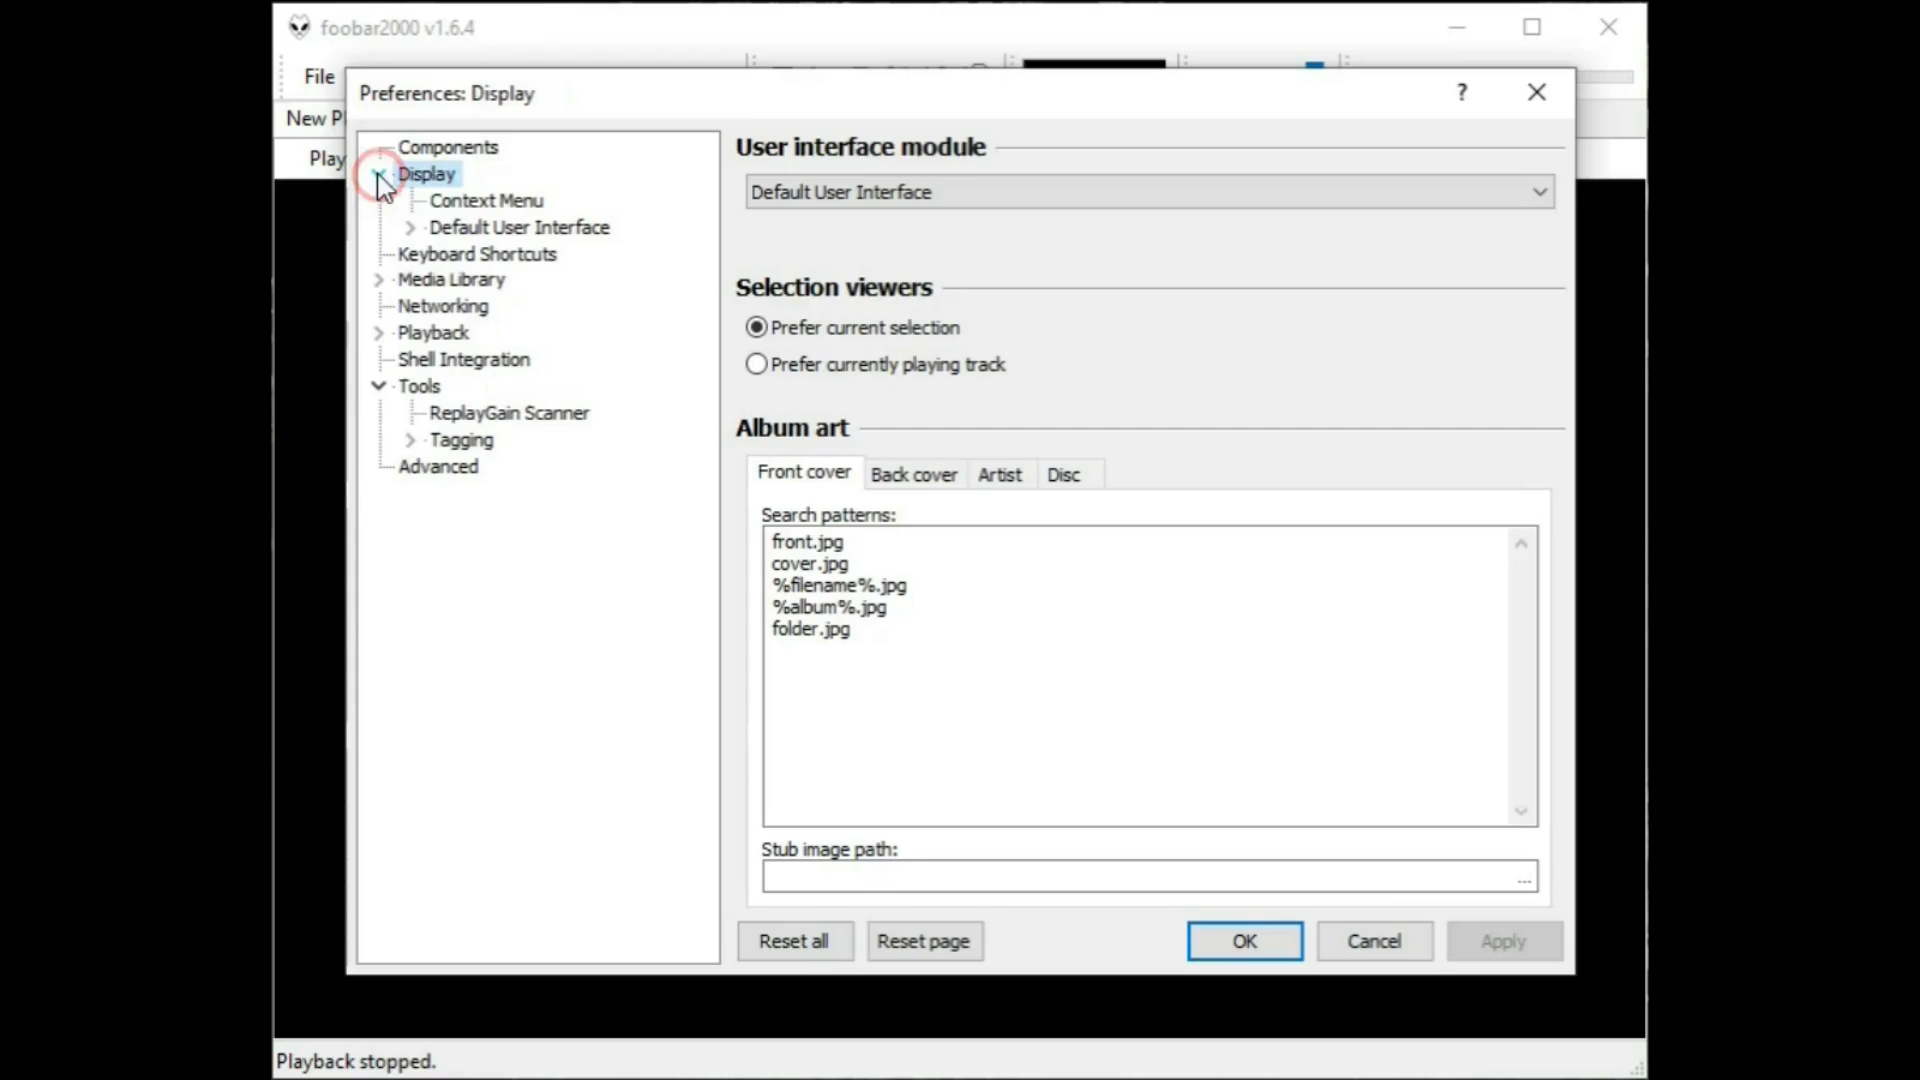 foobar2000 v1.6.4
File
New P
Play
Preferences: Display
?
Components
Display
Context Menu
Default User Interface
Keyboard Shortcuts
Media Library
Networking
Playback
Shell Integration
Tools
ReplayGain Scanner
Tagging
Advanced
User interface module
Default User Interface
Selection viewers
Prefer current selection
Prefer currently playing track
Album art
Front cover
Back cover
Artist
Disc
Search patterns:
front.jpg
cover.jpg
%filename%.jpg
%album%.jpg
folder.jpg
Stub image path:
...
Reset all
Reset page
OK
Cancel
Apply
Playback stopped.